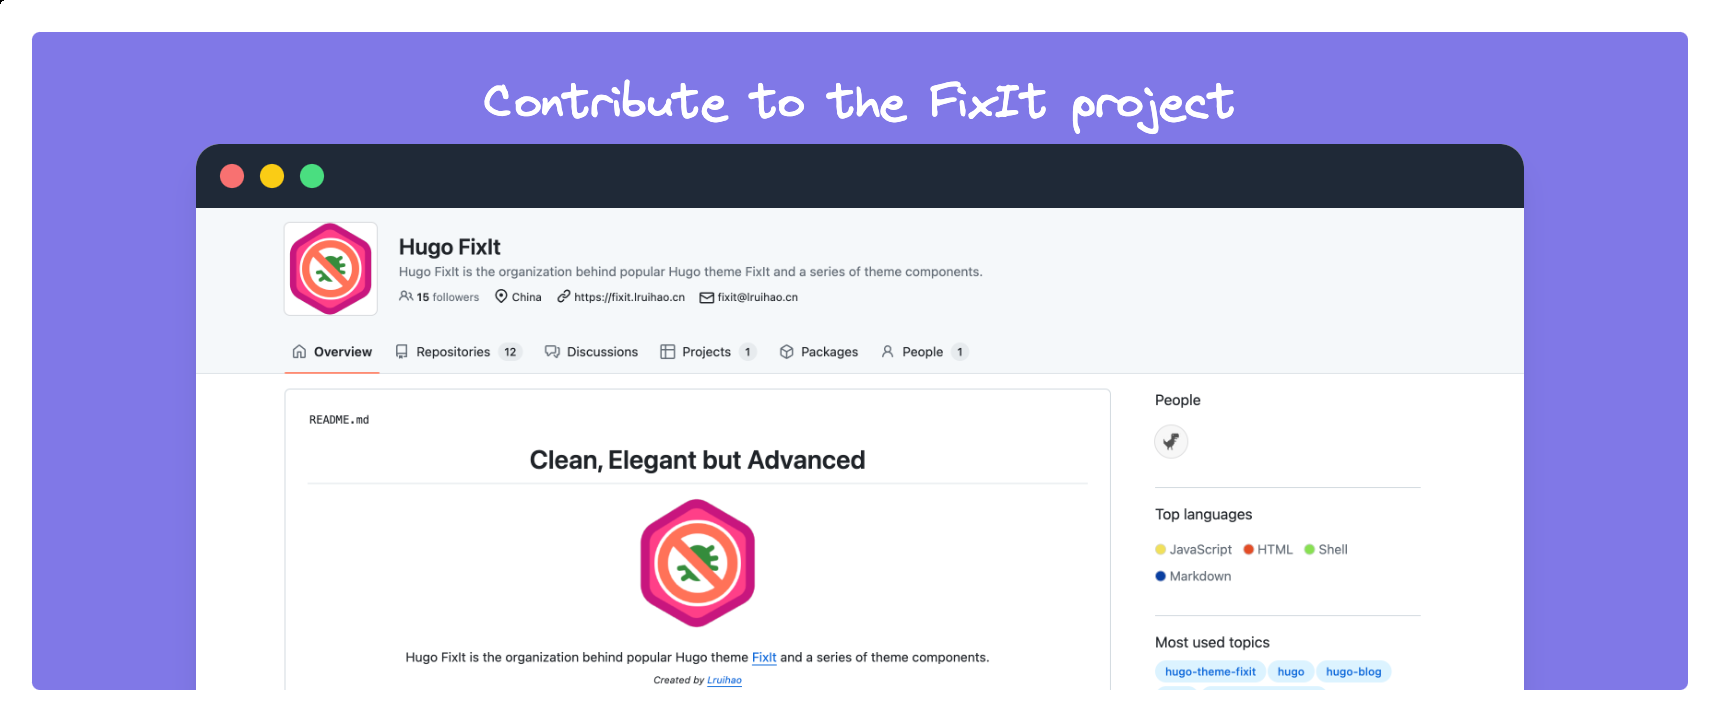 Contribute to the FixIt project
Hugo FixIt
Hugo FixIt is the organization behind popular Hugo theme FixIt and a series of theme components.
15 followers China https://fixit.lruihao.cn fixit@lruihao.cn
Overview Repositories 12 Discussions Projects 1 Packages People 1
README.md
Clean, Elegant but Advanced
Hugo FixIt is the organization behind popular Hugo theme FixIt and a series of theme components.
Created by Lruihao
People
Top languages
JavaScript HTML Shell
Markdown
Most used topics
hugo-theme-fixit hugo hugo-blog